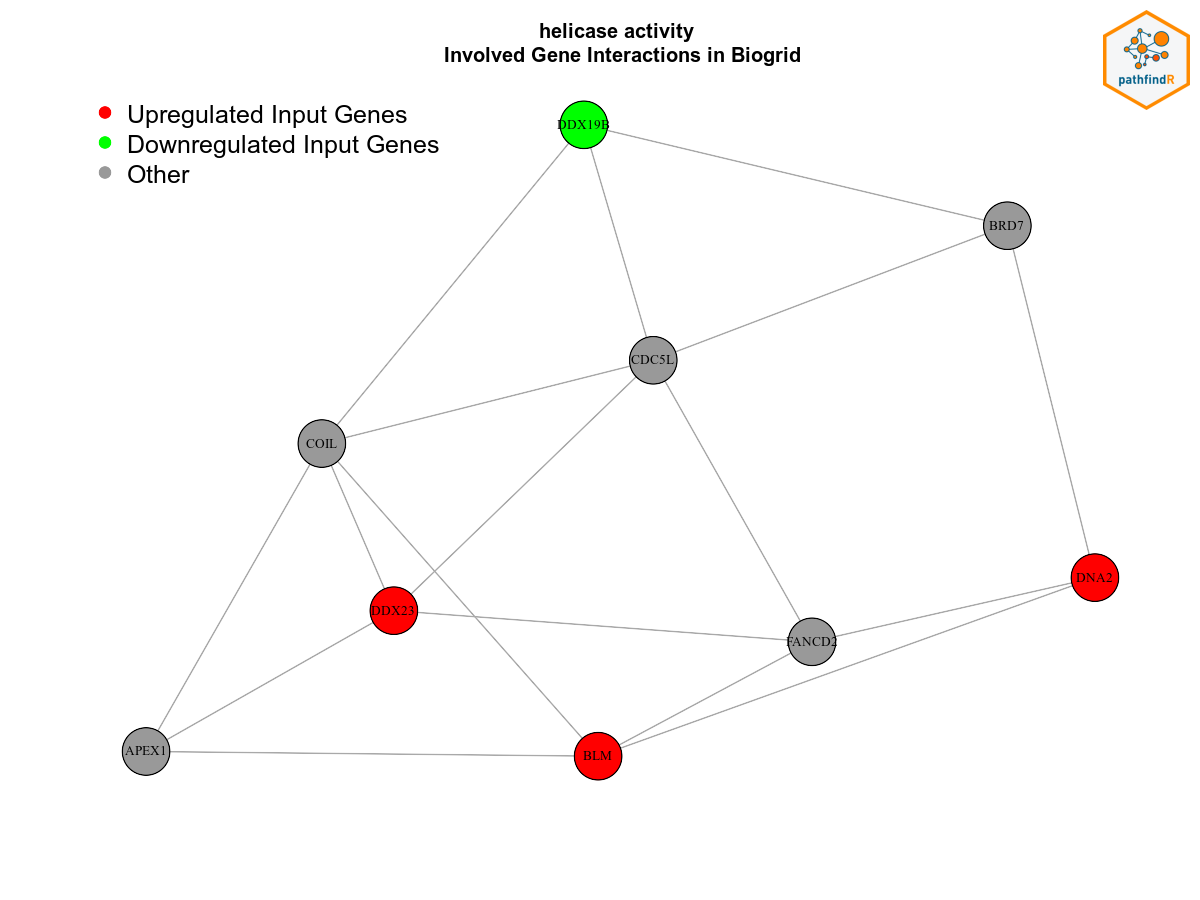 helicase activity
Involved Gene Interactions in Biogrid
pathfindR
Upregulated Input Genes
Downregulated Input Genes
Other
DDX19B
BRD7
CDC5L
COIL
DNA2
DDX23
FANCD2
APEX1
BLM